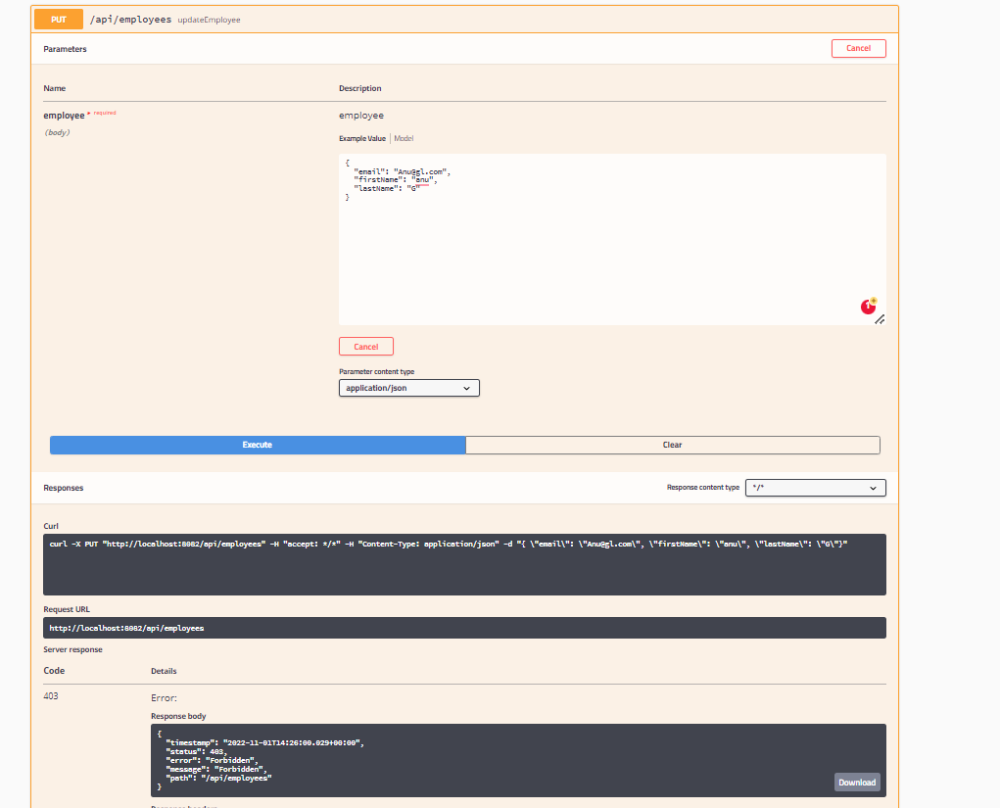 PUT /api/employees updateEmployee
Parameters
Cancel
Name Description
employee * required employee
(body)
Example Value | Model
{
"email": "Anu@gl.com",
"firstName": "anu",
"lastName": "G"
}
Cancel
Parameter content type
application/json
Execute Clear
Responses Response content type */*
Curl
curl -X PUT "http://localhost:8082/api/employees" -H "accept: */*" -H "Content-Type: application/json" -d "{ \"email\": \"Anu@gl.com\", \"firstName\": \"anu\", \"lastName\": \"G\"}"
Request URL
http://localhost:8082/api/employees
Server response
Code Details
403 Error:
Response body
{
"timestamp": "2022-11-01T14:26:00.029+00:00",
"status": 403,
"error": "Forbidden",
"message": "Forbidden",
"path": "/api/employees"
}
Download